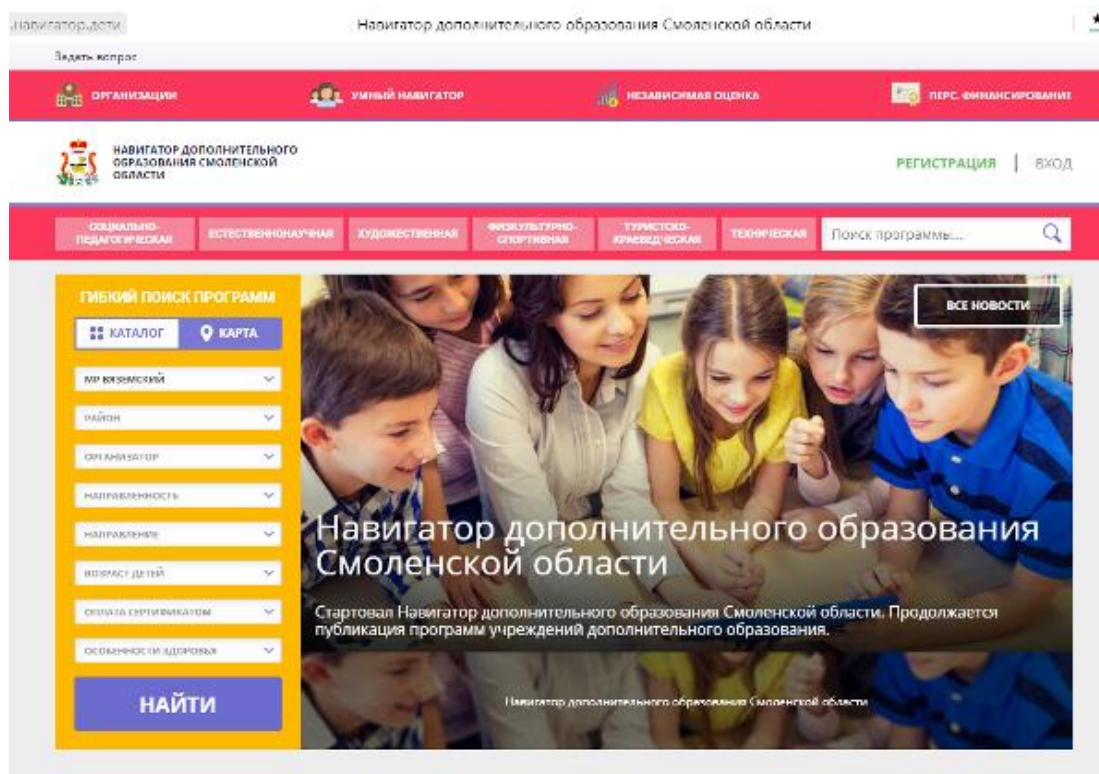 .навигатор.дети
Навигатор дополнительного образования Смоленской области
Задать вопрос
ОРГАНИЗАЦИИ
УМНЫЙ НАВИГАТОР
НЕЗАВИСИМАЯ ОЦЕНКА
ПЕРС. ФИНАНСИРОВАНИЕ
НАВИГАТОР ДОПОЛНИТЕЛЬНОГО
ОБРАЗОВАНИЯ СМОЛЕНСКОЙ
ОБЛАСТИ
РЕГИСТРАЦИЯ | ВХОД
СОЦИАЛЬНО-
ПЕДАГОГИЧЕСКАЯ
ЕСТЕСТВЕННОНАУЧНАЯ
ХУДОЖЕСТВЕННАЯ
ФИЗКУЛЬТУРНО-
СПОРТИВНАЯ
ТУРИСТСКО-
КРАЕВЕДЧЕСКАЯ
ТЕХНИЧЕСКАЯ
Поиск программы...
ГИБКИЙ ПОИСК ПРОГРАММ
КАТАЛОГ
КАРТА
МР ВЯЗЕМСКИЙ
РАЙОН
ОРГАНИЗАТОР
НАПРАВЛЕННОСТЬ
НАПРАВЛЕНИЕ
ВОЗРАСТ ДЕТЕЙ
ОПЛАТА СЕРТИФИКАТОМ
ОСОБЕННОСТИ ЗДОРОВЬЯ
НАЙТИ
ВСЕ НОВОСТИ
Навигатор дополнительного образования
Смоленской области
Стартовал Навигатор дополнительного образования Смоленской области. Продолжается
публикация программ учреждений дополнительного образования.
Навигатор дополнительного образования Смоленской области